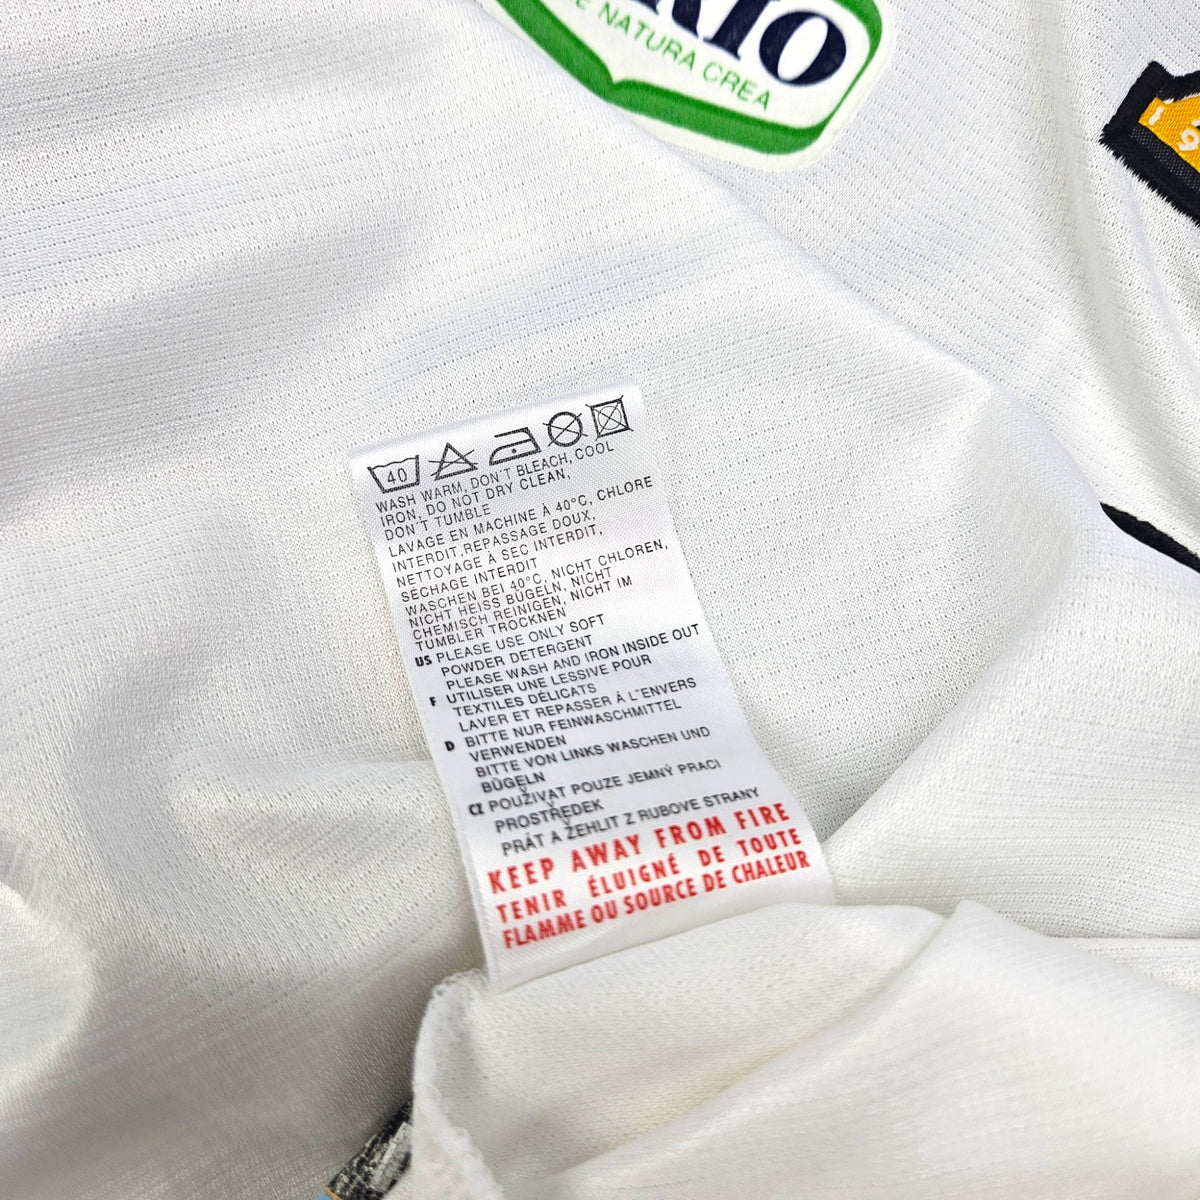 RIO
E NATURA CREA
40
WASH WARM, DON´T BLEACH, COOL
IRON, DO NOT DRY CLEAN,
DON´T TUMBLE
LAVAGE EN MACHINE À 40°C, CHLORE
INTERDIT,REPASSAGE DOUX,
NETTOYAGE À SEC INTERDIT,
SÉCHAGE INTERDIT
WASCHEN BEI 40°C, NICHT CHLOREN,
NICHT HEISS BÜGELN, NICHT
CHEMISCH REINIGEN, NICHT IM
TUMBLER TROCKNEN
US PLEASE USE ONLY SOFT
POWDER DETERGENT
PLEASE WASH AND IRON INSIDE OUT
F UTILISER UNE LESSIVE POUR
TEXTILES DÉLICATS
LAVER ET REPASSER À L´ENVERS
D BITTE NUR FEINWASCHMITTEL
VERWENDEN
BITTE VON LINKS WASCHEN UND
BÜGELN
CZ POUŽÍVAT POUZE JEMNÝ PRACI
PROSTŘEDEK
PRÁT A ŽEHLIT Z RUBOVE STRANY
KEEP AWAY FROM FIRE
TENIR ÉLUIGNÉ DE TOUTE
FLAMME OU SOURCE DE CHALEUR